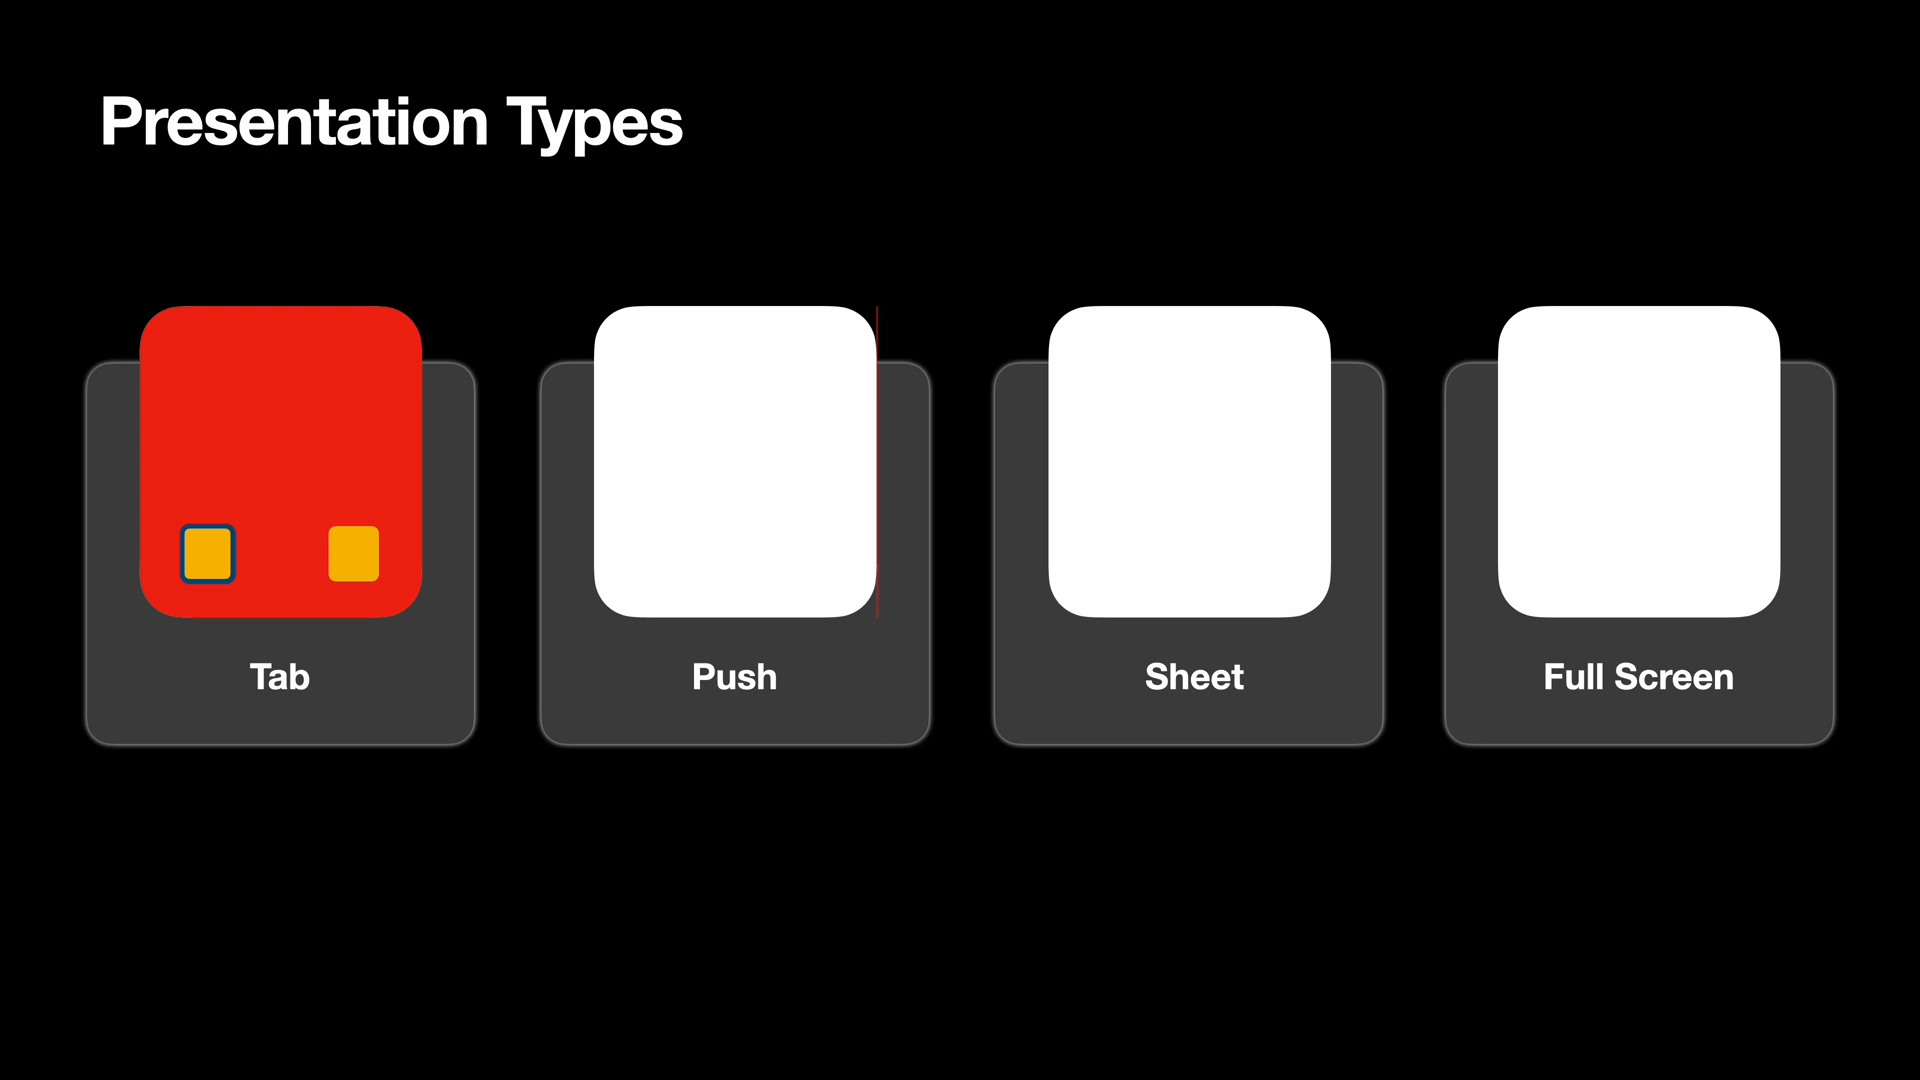 Presentation Types
Tab
Push
Sheet
Full Screen